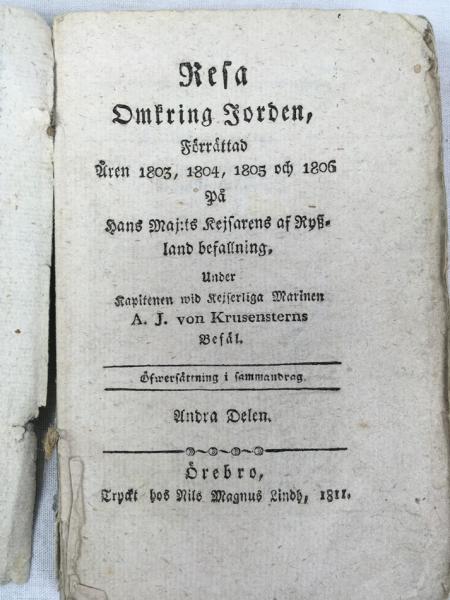 Resa
Omkring Jorden,
Förrättad
Åren 1803, 1804, 1805 och 1806
På
Hans Maj:ts Kejsarens af Ryß-
land befallning,
Under
Kapitenen wid Kejserliga Marinen
A. J. von Krusensterns
Befäl.
Öfwersättning i sammandrag.
Andra Delen.
Örebro,
Tryckt hos Nils Magnus Lindh, 1811.